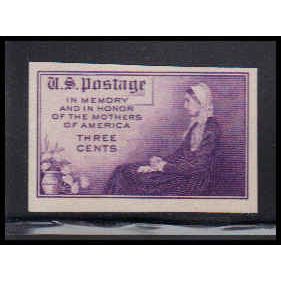 U.S. Postage
IN MEMORY
AND IN HONOR
OF THE MOTHERS
OF AMERICA
THREE
CENTS